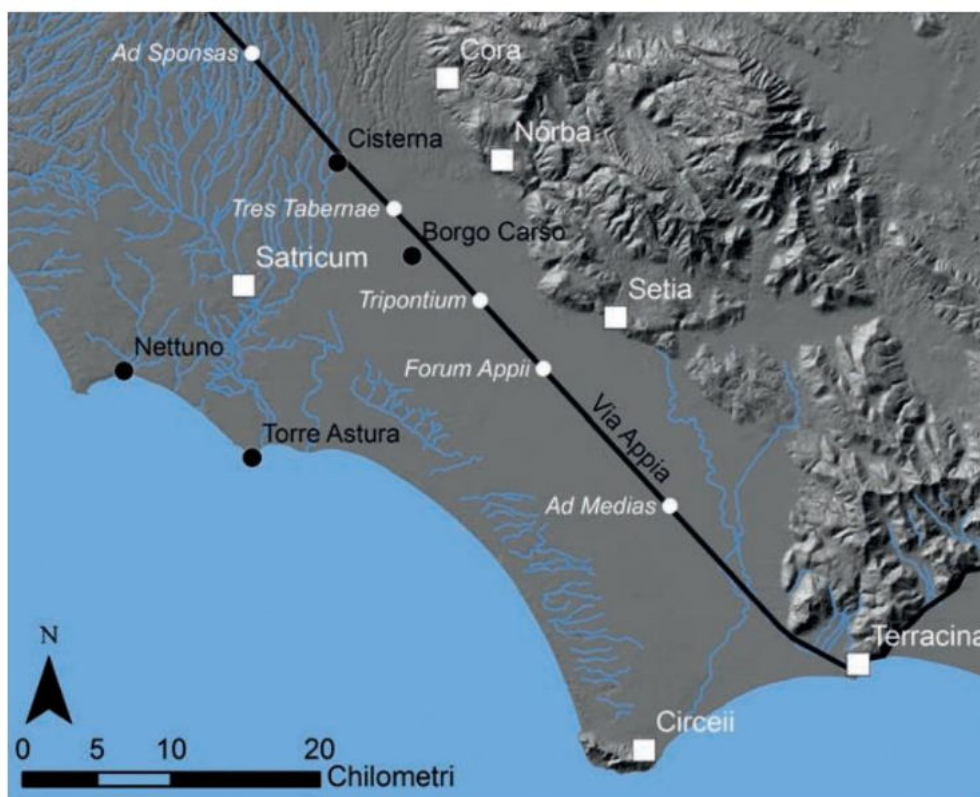 Ad Sponsas
Cora
Cisterna
Norba
Tres Tabernae
Borgo Carso
Satricum
Setia
Tripontium
Nettuno
Forum Appii
Via Appia
Torre Astura
Ad Medias
N
Terracina
Circeii
0 5 10 20
Chilometri